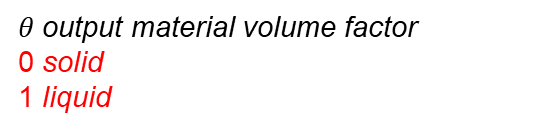 θ output material volume factor
0 solid
1 liquid